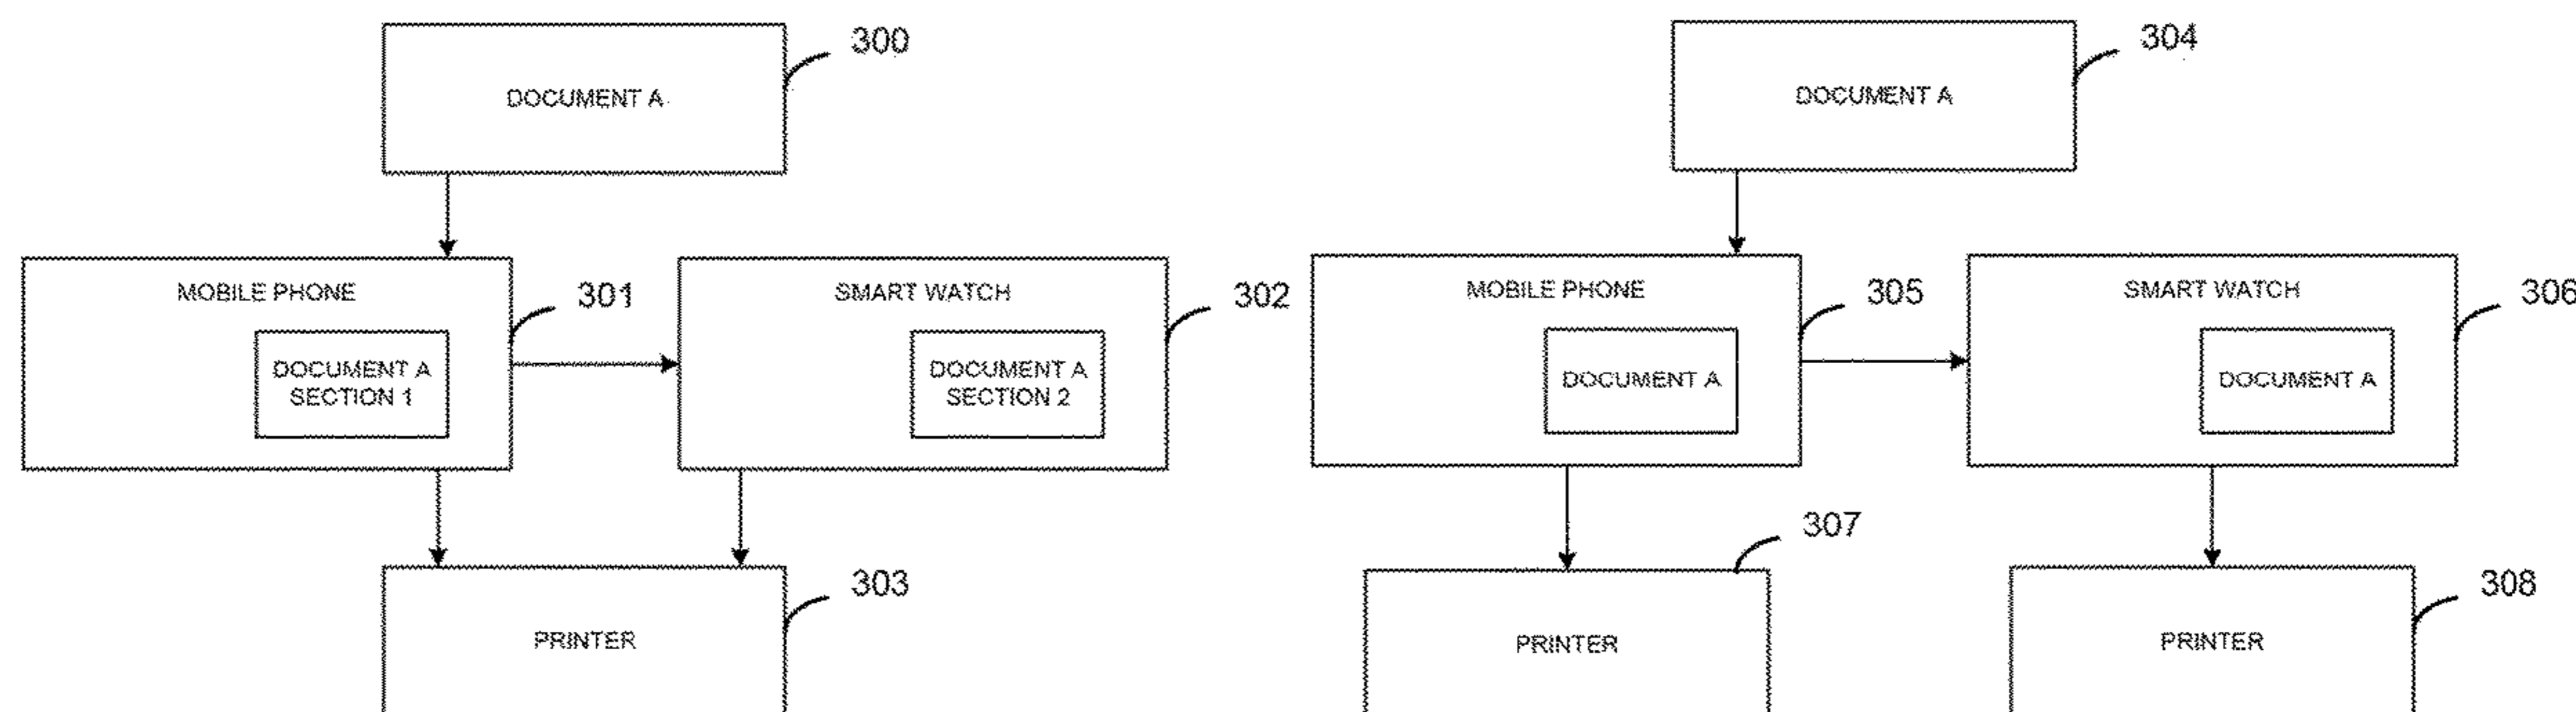 300
DOCUMENT A
MOBILE PHONE
301
DOCUMENT A
SECTION 1
SMART WATCH
302
DOCUMENT A
SECTION 2
303
PRINTER
304
DOCUMENT A
MOBILE PHONE
305
DOCUMENT A
SMART WATCH
306
DOCUMENT A
307
PRINTER
308
PRINTER